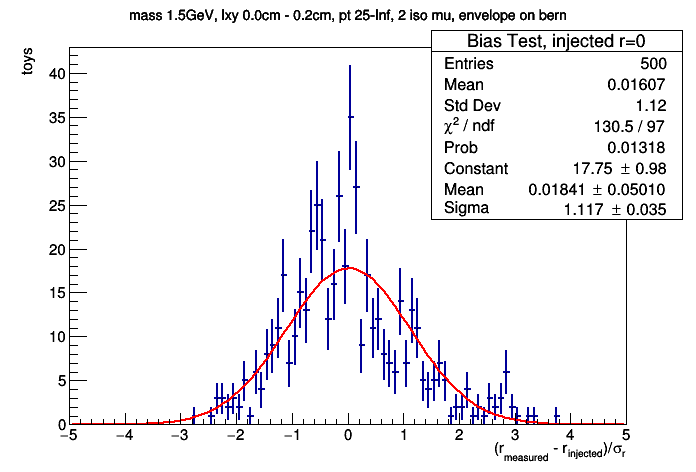 mass 1.5GeV, lxy 0.0cm - 0.2cm, pt 25-Inf, 2 iso mu, envelope on bern
Bias Test, injected r=0
Entries 500
Mean 0.01607
Std Dev 1.12
χ² / ndf 130.5 / 97
Prob 0.01318
Constant 17.75 ± 0.98
Mean 0.01841 ± 0.05010
Sigma 1.117 ± 0.035
toys
40
35
30
25
20
15
10
5
0
−5 −4 −3 −2 −1 0 1 2 3 4 5
(r_measured - r_injected)/σ_r